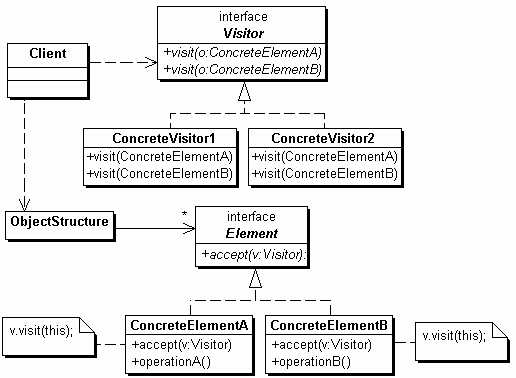 interface
Visitor
+visit(o:ConcreteElementA)
+visit(o:ConcreteElementB)
Client
ConcreteVisitor1
+visit(ConcreteElementA)
+visit(ConcreteElementB)
ConcreteVisitor2
+visit(ConcreteElementA)
+visit(ConcreteElementB)
ObjectStructure
*
interface
Element
+accept(v:Visitor):
v.visit(this);
ConcreteElementA
+accept(v:Visitor)
+operationA()
ConcreteElementB
+accept(v:Visitor)
+operationB()
v.visit(this);